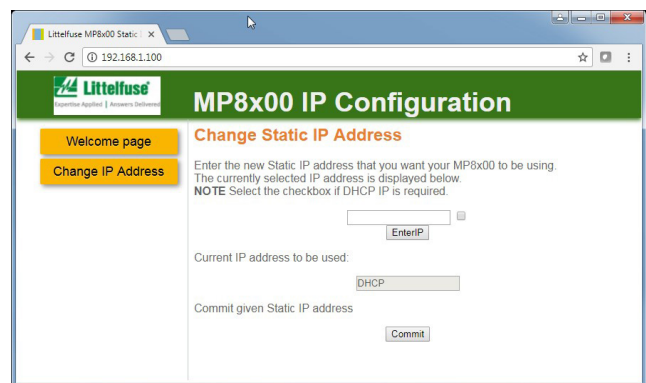 Littelfuse MP8x00 Static I
192.168.1.100
Littelfuse®
Expertise Applied | Answers Delivered
MP8x00 IP Configuration
Welcome page
Change IP Address
Change Static IP Address
Enter the new Static IP address that you want your MP8x00 to be using.
The currently selected IP address is displayed below.
NOTE Select the checkbox if DHCP IP is required.
EnterIP
Current IP address to be used:
DHCP
Commit given Static IP address
Commit